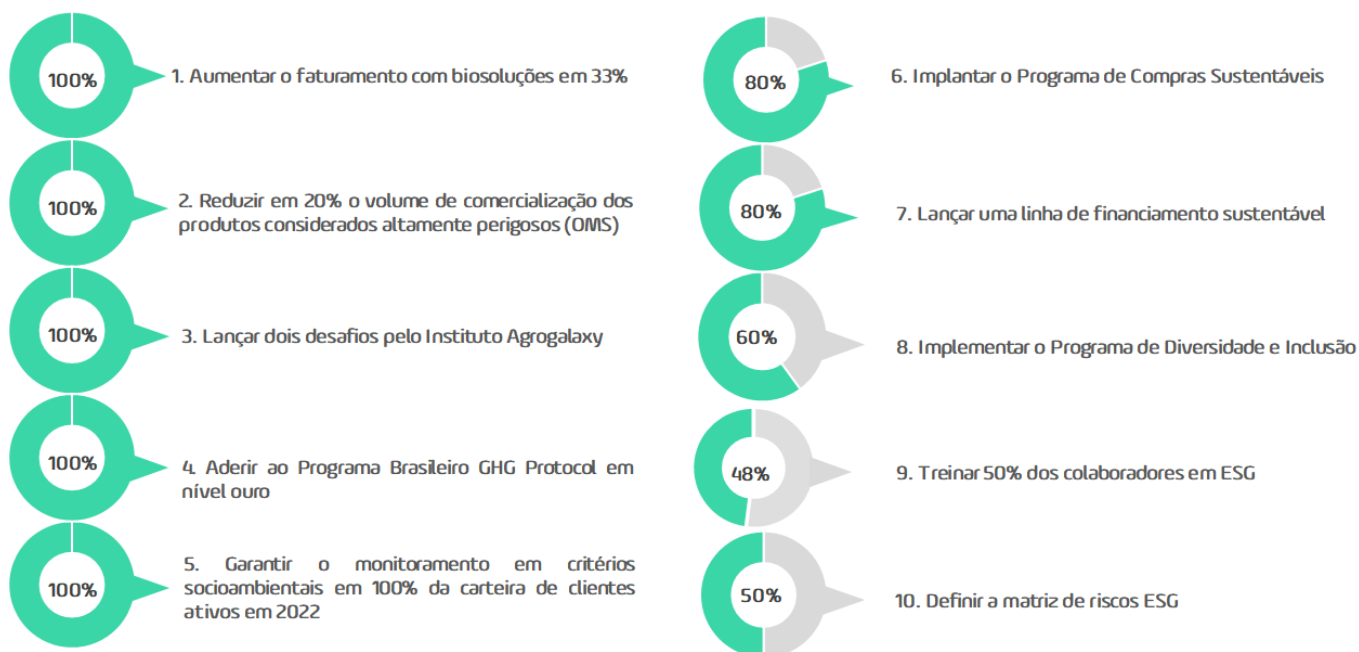 100%
1. Aumentar o faturamento com biosoluções em 33%
100%
2. Reduzir em 20% o volume de comercialização dos
produtos considerados altamente perigosos (OMS)
100%
3. Lançar dois desafios pelo Instituto Agrogalaxy
100%
4. Aderir ao Programa Brasileiro GHG Protocol em
nível ouro
100%
5. Garantir o monitoramento em critérios
socioambientais em 100% da carteira de clientes
ativos em 2022
80%
6. Implantar o Programa de Compras Sustentáveis
80%
7. Lançar uma linha de financiamento sustentável
60%
8. Implementar o Programa de Diversidade e Inclusão
48%
9. Treinar 50% dos colaboradores em ESG
50%
10. Definir a matriz de riscos ESG